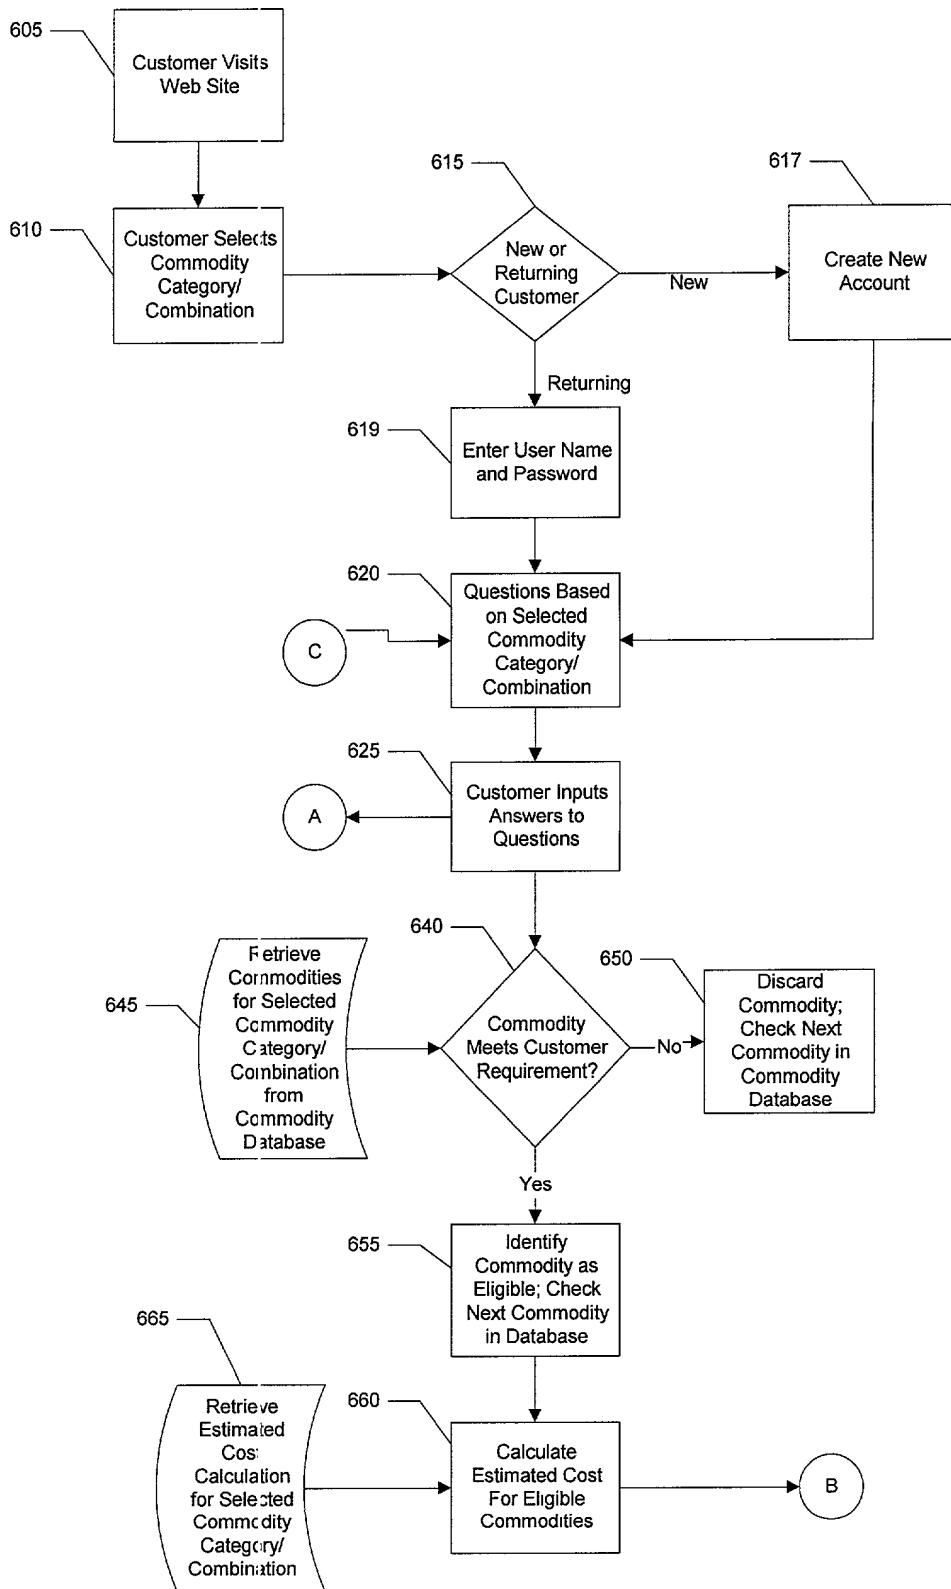 605
Customer Visits
Web Site
615
617
610
Customer Selects
Commodity
Category/
Combination
New or
Returning
Customer
New
Create New
Account
Returning
619
Enter User Name
and Password
620
Questions Based
on Selected
Commodity
Category/
Combination
C
625
Customer Inputs
Answers to
Questions
A
640
645
Retrieve
Commodities
for Selected
Commodity
Category/
Combination
from
Commodity
Database
Commodity
Meets Customer
Requirement?
No
650
Discard
Commodity;
Check Next
Commodity in
Commodity
Database
Yes
655
Identify
Commodity as
Eligible; Check
Next Commodity
in Database
665
Retrieve
Estimated
Cost
Calculation
for Selected
Commodity
Category/
Combination
660
Calculate
Estimated Cost
For Eligible
Commodities
B